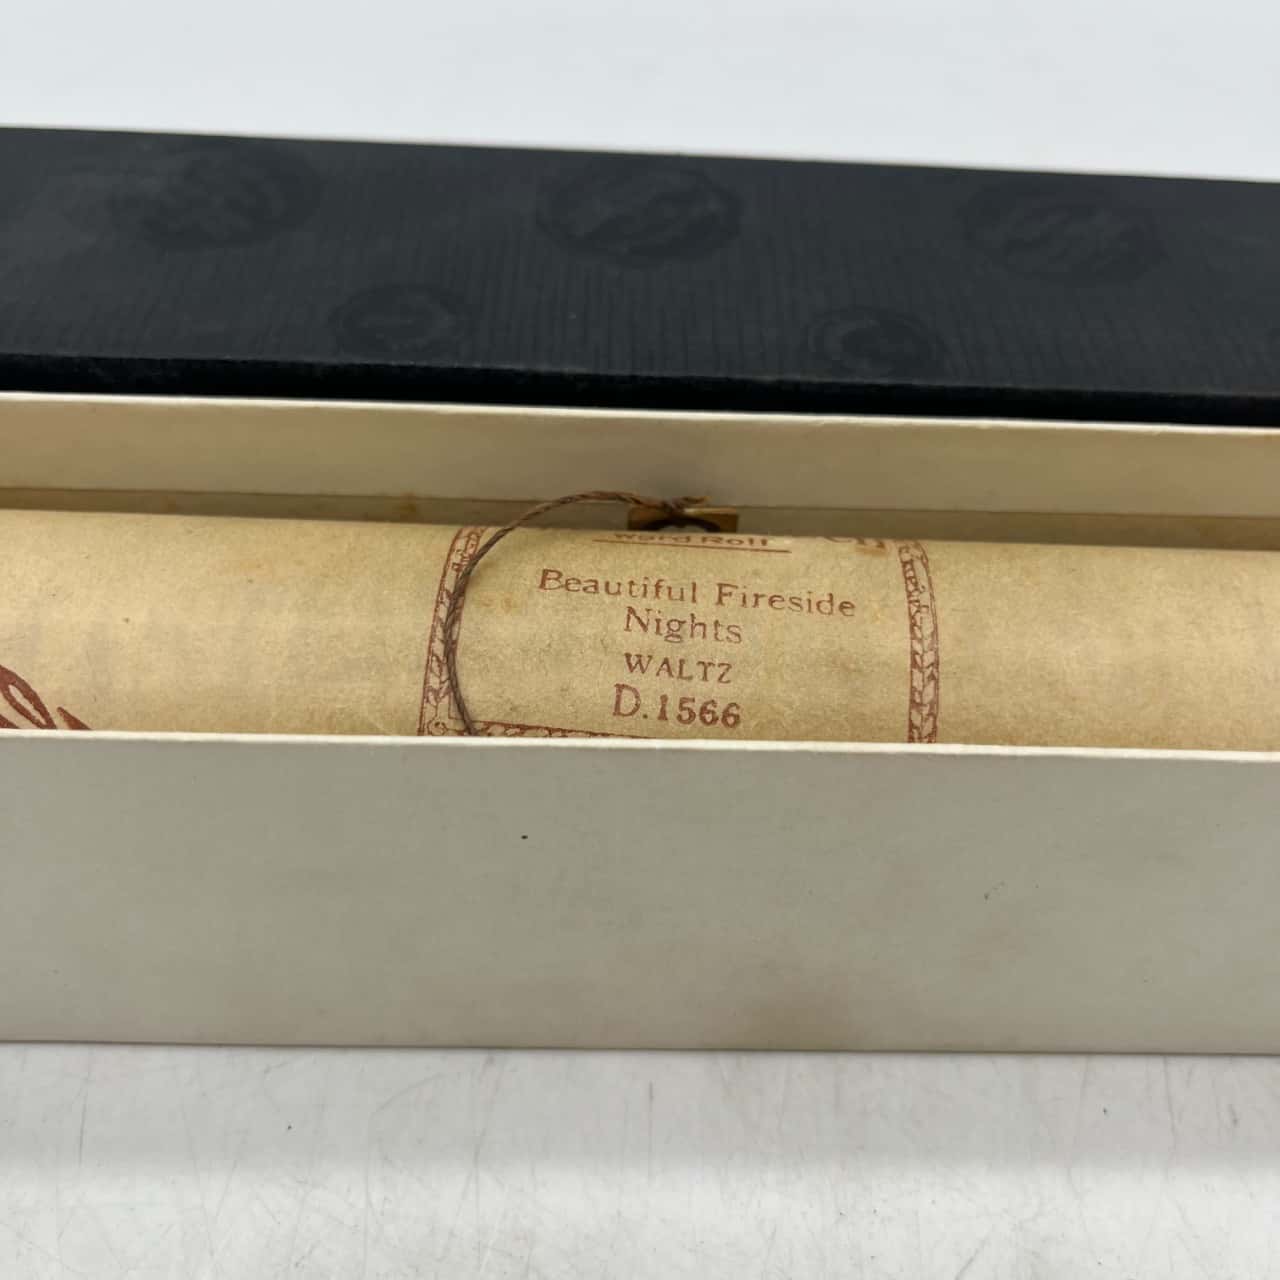 Word Roll
Beautiful Fireside
Nights
WALTZ
D.1566